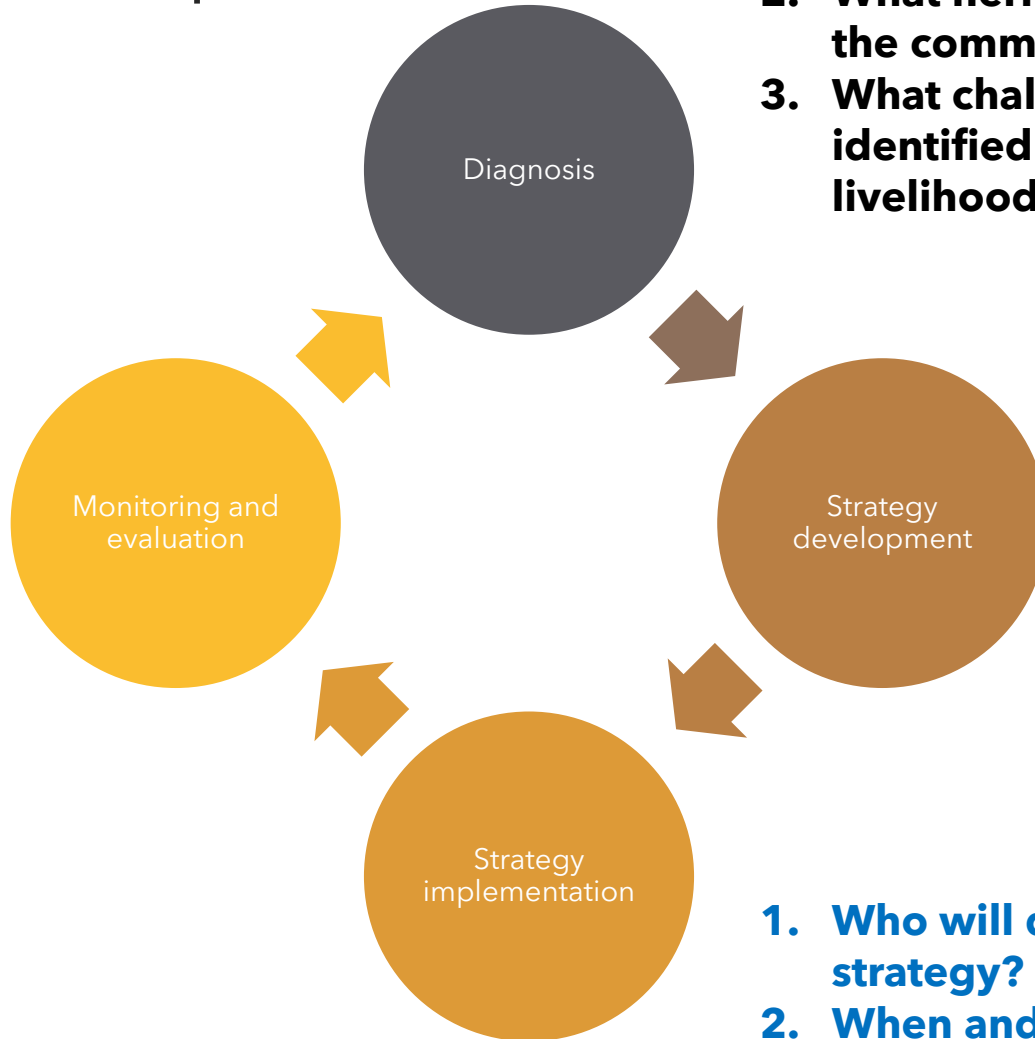 2.
the comm
3. What chal
identified
livelihood
Diagnosis
Monitoring and
evaluation
Strategy
development
Strategy
implementation
1. Who will
strategy?
2. When and